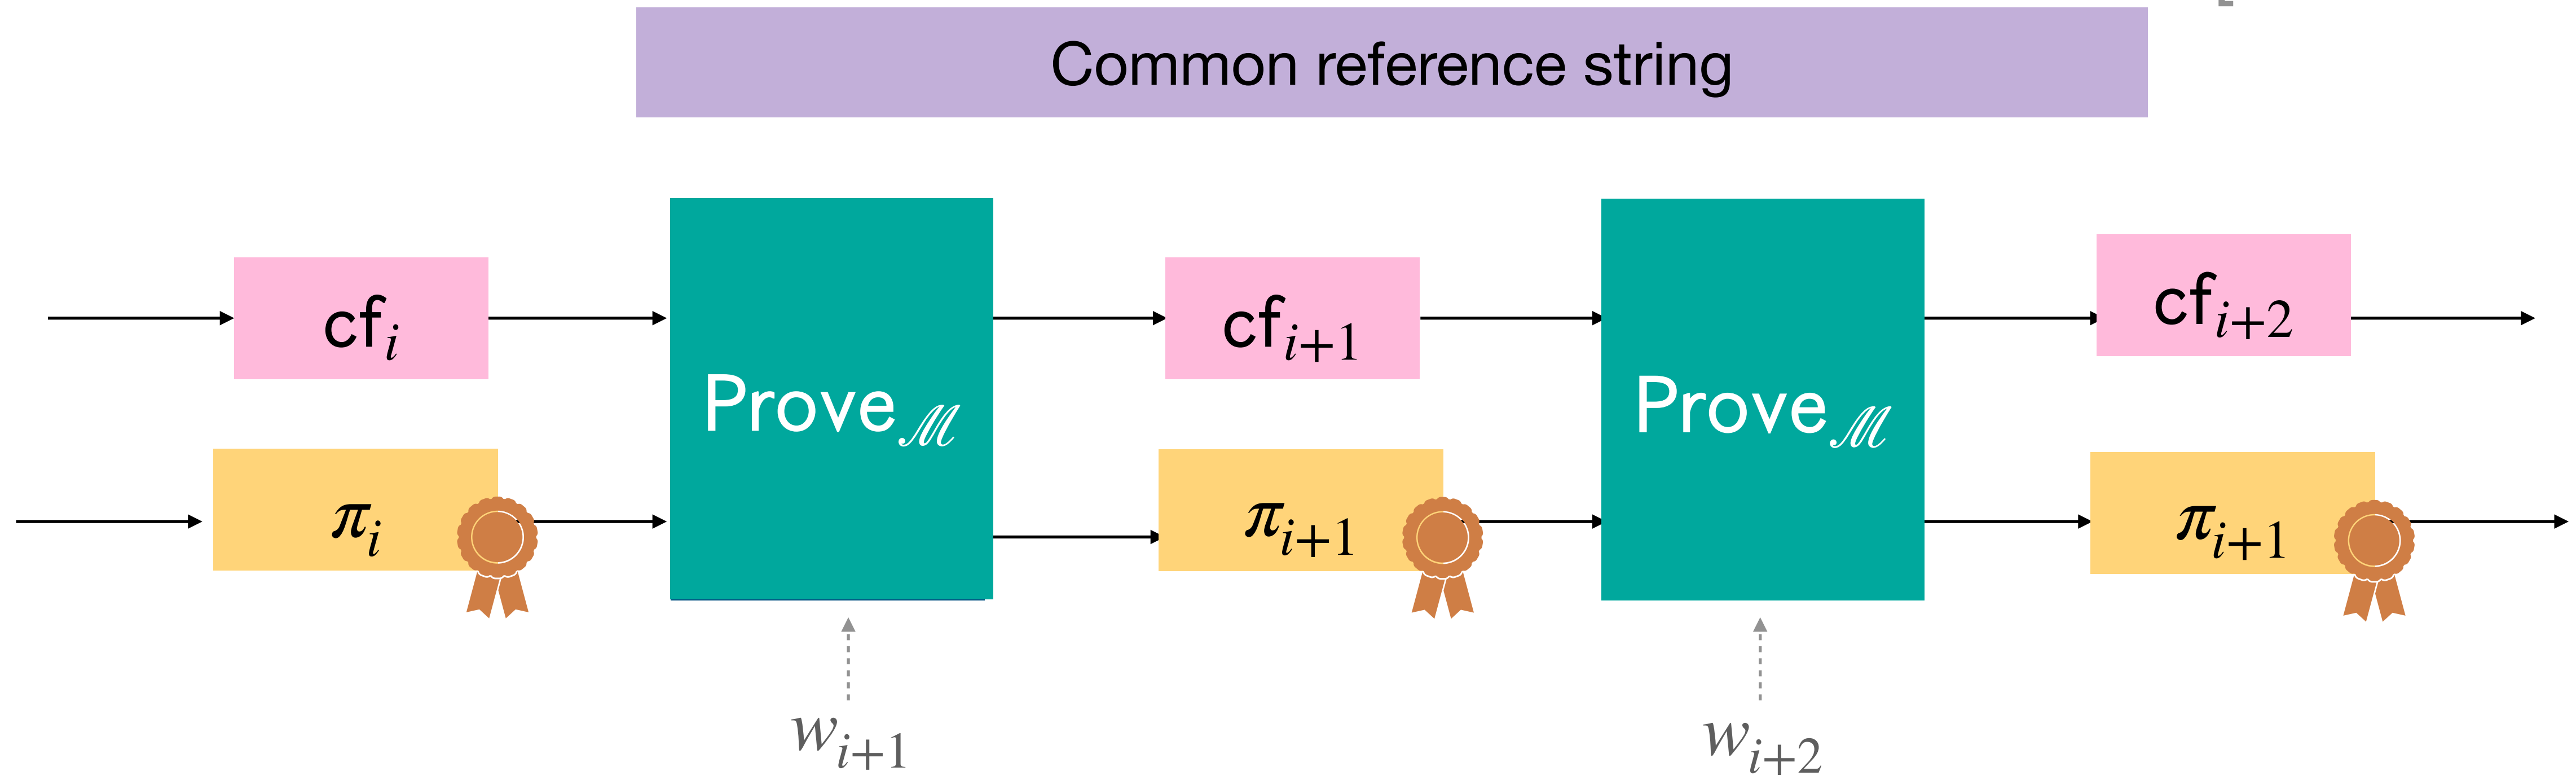 Common reference string
cf_i
cf_{i+1}
cf_{i+2}
Prove_ℳ
Prove_ℳ
π_i
π_{i+1}
π_{i+1}
w_{i+1}
w_{i+2}